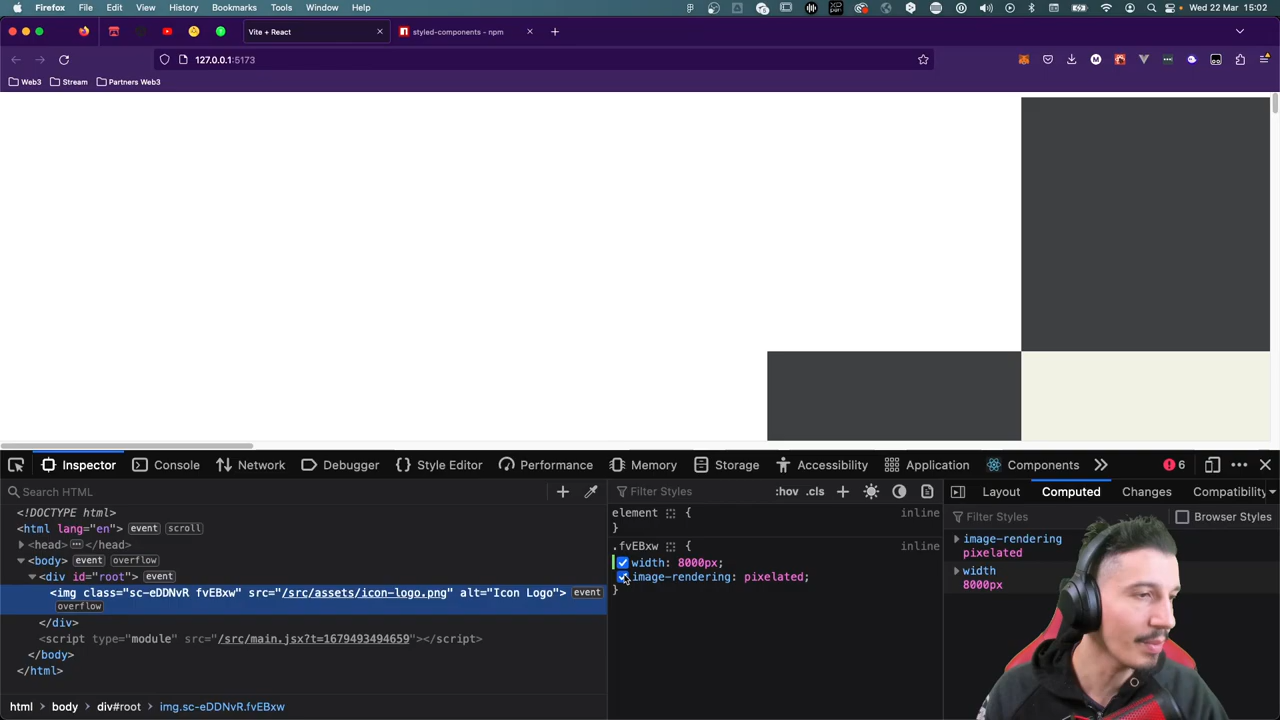 Firefox File Edit View History Bookmarks Tools Window Help Wed 22 Mar 15:02
Vite + React
styled-components - npm
127.0.0.1:5173
Web3 Stream Partners Web3
Inspector Console Network Debugger Style Editor Performance Memory Storage Accessibility Application Components 6
Search HTML
<!DOCTYPE html>
<html lang="en"> event scroll
<head> ··· </head>
<body> event overflow
<div id="root"> event
<img class="sc-eDDNvR fvEBxw" src="/src/assets/icon-logo.png" alt="Icon Logo"> event
overflow
</div>
<script type="module" src="/src/main.jsx?t=1679493494659"></script>
</body>
</html>
html body div#root img.sc-eDDNvR.fvEBxw
Filter Styles :hov .cls
element { inline
}
.fvEBxw { inline
width: 8000px;
image-rendering: pixelated;
}
Layout Computed Changes Compatibility
Filter Styles Browser Styles
image-rendering
pixelated
width
8000px